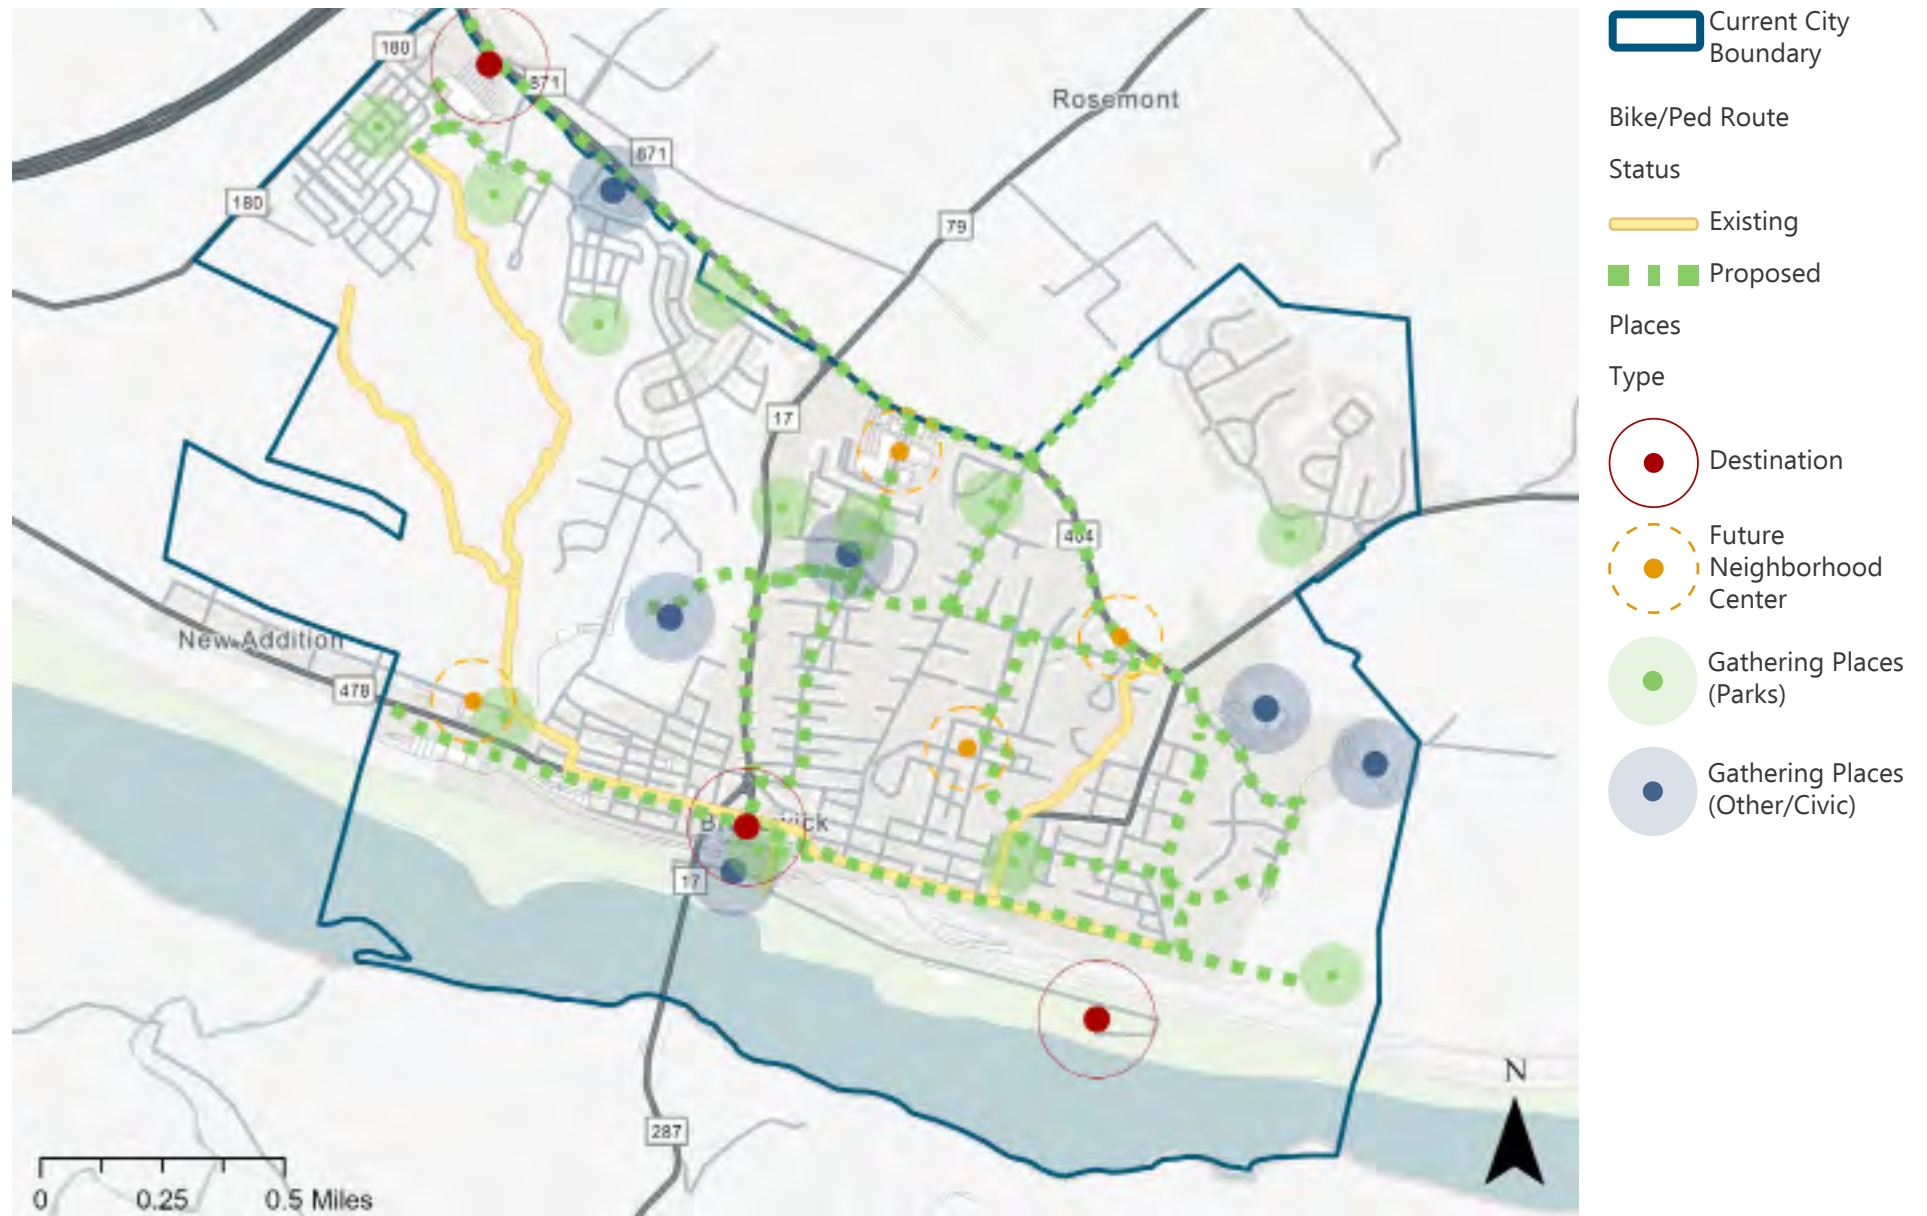 180
871
Rosemont
871
180
79
17
404
New Addition
478
17
287
0
0.25
0.5 Miles
N
Current City
Boundary
Bike/Ped Route
Status
Existing
Proposed
Places
Type
Destination
Future
Neighborhood
Center
Gathering Places
(Parks)
Gathering Places
(Other/Civic)